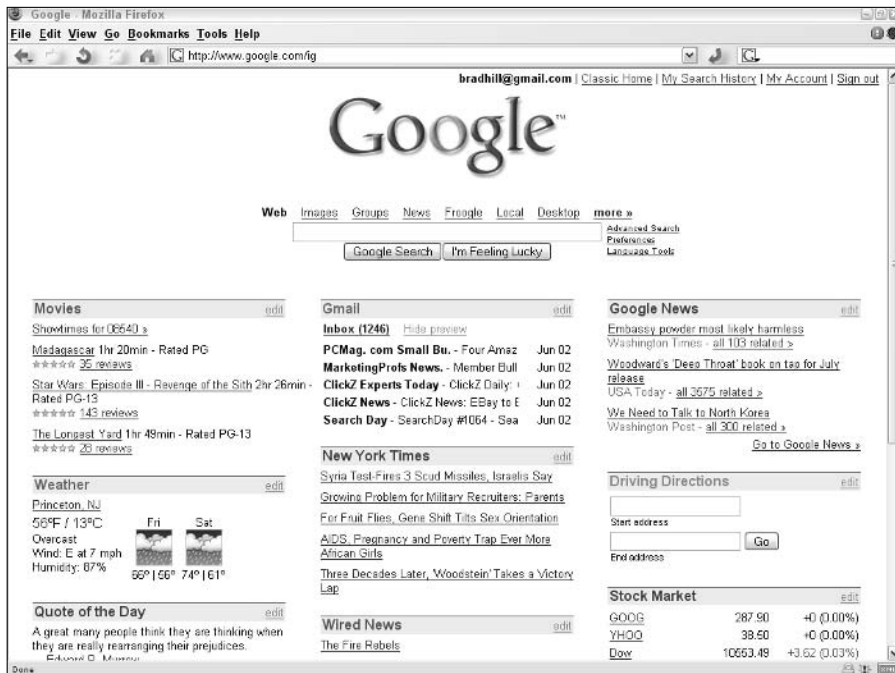 Google - Mozilla Firefox
File Edit View Go Bookmarks Tools Help
http://www.google.com/ig
bradhill@gmail.com | Classic Home | My Search History | My Account | Sign out
Google™
Web Images Groups News Froogle Local Desktop more »
Advanced Search
Preferences
Language Tools
Google Search
I'm Feeling Lucky
Movies edit
Showtimes for 08540 »
Madagascar 1hr 20min - Rated PG
35 reviews
Star Wars: Episode III - Revenge of the Sith 2hr 26min -
Rated PG-13
143 reviews
The Longest Yard 1hr 49min - Rated PG-13
28 reviews
Weather edit
Princeton, NJ
56°F / 13°C
Overcast
Wind: E at 7 mph
Humidity: 87%
Fri Sat
66° | 56° 74° | 61°
Quote of the Day edit
A great many people think they are thinking when
they are really rearranging their prejudices.
Edward R. Murrow
Gmail edit
Inbox (1246) Hide preview
PCMag. com Small Bu. - Four Amaz Jun 02
MarketingProfs News. - Member Bull Jun 02
ClickZ Experts Today - ClickZ Daily: Jun 02
ClickZ News - ClickZ News: EBay to E Jun 02
Search Day - SearchDay #1064 - Sea Jun 02
New York Times edit
Syria Test-Fires 3 Scud Missiles, Israelis Say
Growing Problem for Military Recruiters: Parents
For Fruit Flies, Gene Shift Tilts Sex Orientation
AIDS, Pregnancy and Poverty Trap Ever More
African Girls
Three Decades Later, 'Woodstein' Takes a Victory
Lap
Wired News edit
The Fire Rebels
Google News edit
Embassy powder most likely harmless
Washington Times - all 103 related »
Woodward's 'Deep Throat' book on tap for July
release
USA Today - all 3575 related »
We Need to Talk to North Korea
Washington Post - all 300 related »
Go to Google News »
Driving Directions edit
Start address
End address
Go
Stock Market edit
GOOG 287.90 +0 (0.00%)
YHOO 38.50 +0 (0.00%)
Dow 10553.49 +3.62 (0.03%)
Done